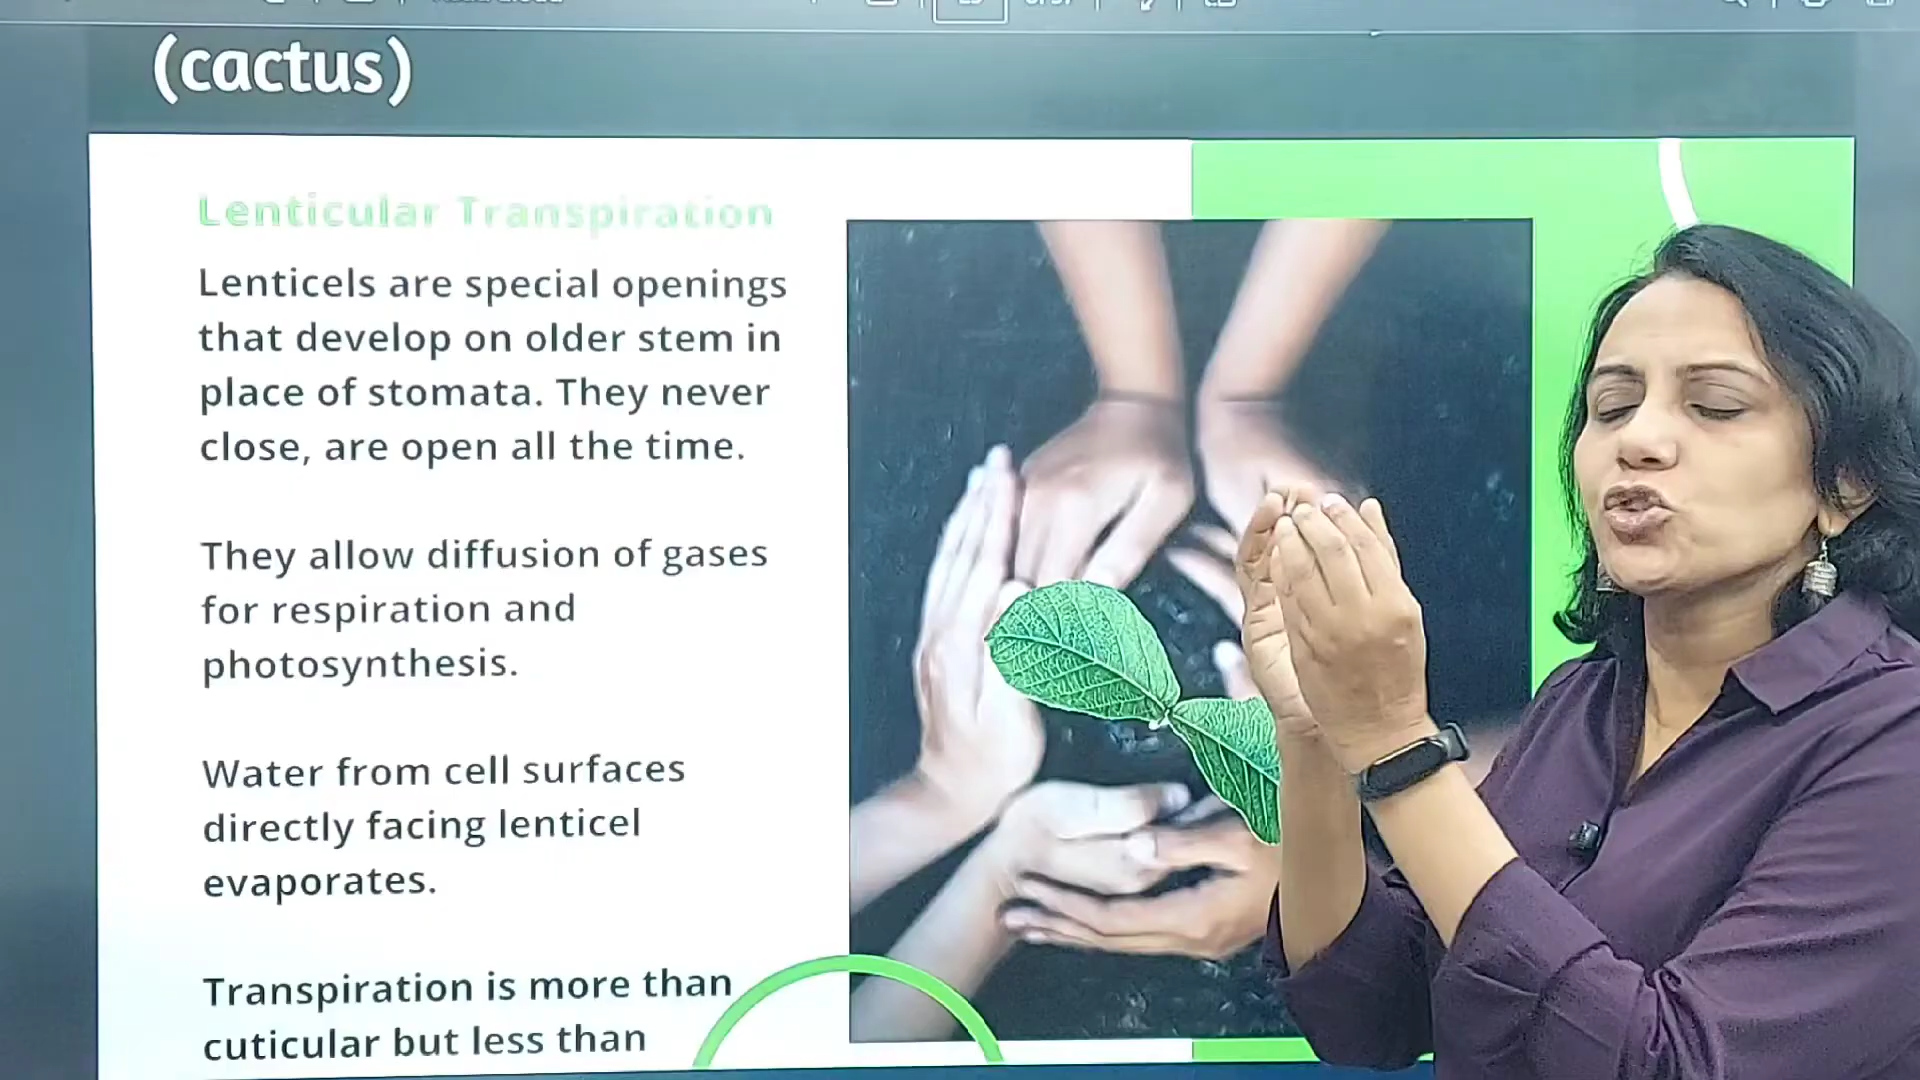 (cactus)
Lenticular Transpiration
Lenticels are special openings
that develop on older stem in
place of stomata. They never
close, are open all the time.
They allow diffusion of gases
for respiration and
photosynthesis.
Water from cell surfaces
directly facing lenticel
evaporates.
Transpiration is more than
cuticular but less than